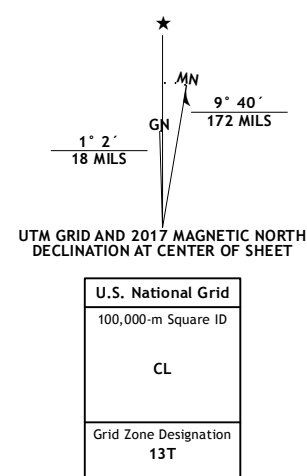 ★
MN
GN
9° 40´
172 MILS
1° 2´
18 MILS
UTM GRID AND 2017 MAGNETIC NORTH
DECLINATION AT CENTER OF SHEET
U.S. National Grid
100,000-m Square ID
CL
Grid Zone Designation
13T